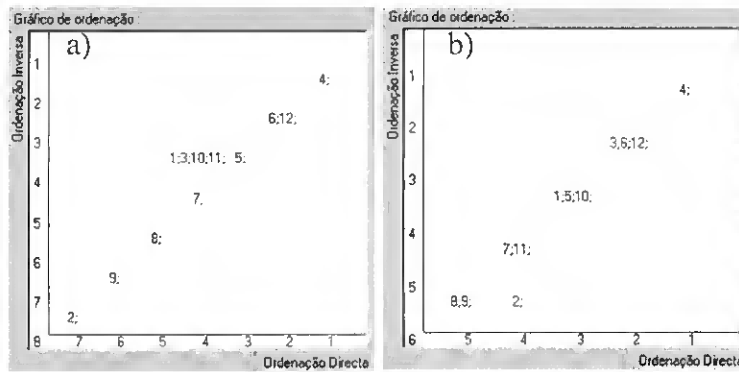 Gráfico de ordenação :
a)
Ordenação Inversa
1
4;
2
6;12;
3
1;3;10;11; 5;
4
7;
5
8;
6
9;
7
2;
8 7 6 5 4 3 2 1
Ordenação Directa
Gráfico de ordenação :
b)
Ordenação Inversa
1
4;
2
3;6;12;
3
1;5;10;
4
7;11;
5
8;9; 2;
6 5 4 3 2 1
Ordenação Directa